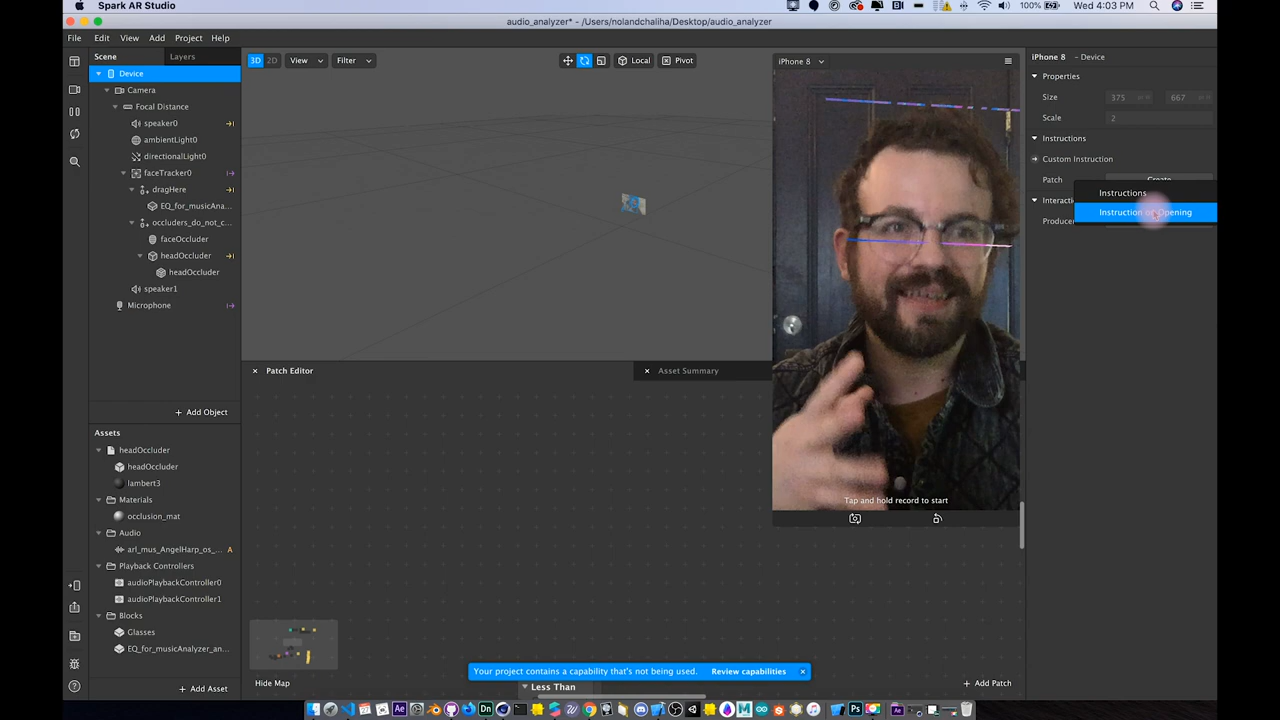 Spark AR Studio
100%
Wed 4:03 PM
audio_analyzer* - /Users/nolandchaliha/Desktop/audio_analyzer
File Edit View Add Project Help
Scene Layers
Device
Camera
Focal Distance
speaker0
ambientLight0
directionalLight0
faceTracker0
dragHere
EQ_for_musicAna...
occluders_do_not_c...
faceOccluder
headOccluder
headOccluder
speaker1
Microphone
+ Add Object
Assets
headOccluder
headOccluder
lambert3
Materials
occlusion_mat
Audio
arl_mus_AngelHarp_os_... A
Playback Controllers
audioPlaybackController0
audioPlaybackController1
Blocks
Glasses
EQ_for_musicAnalyzer_an...
+ Add Asset
3D 2D View Filter Local Pivot
Patch Editor
Asset Summary
Hide Map
Less Than
Your project contains a capability that's not being used. Review capabilities
+ Add Patch
iPhone 8
Tap and hold record to start
iPhone 8 - Device
Properties
Size 375 667
Scale 2
Instructions
Custom Instruction
Patch Create
Instructions
Instruction on Opening